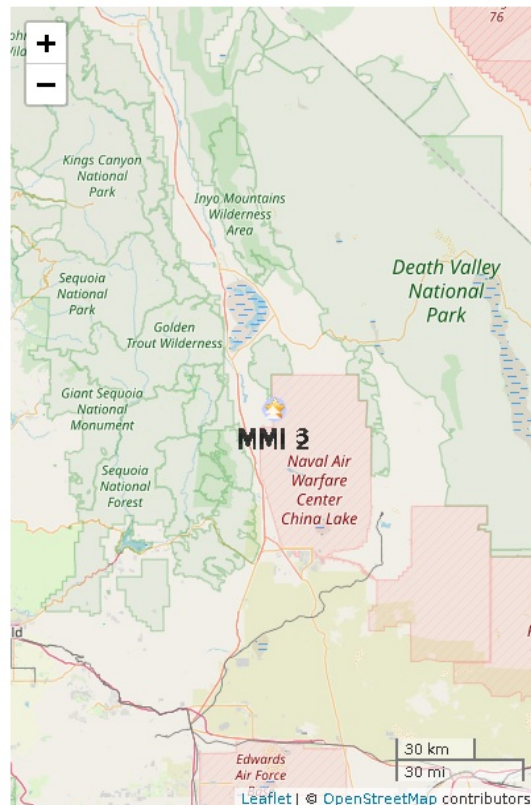 76
+
−
Kings Canyon
National
Park
Inyo Mountains
Wilderness
Area
Death Valley
National
Park
Sequoia
National
Park
Golden
Trout Wilderness
Giant Sequoia
National
Monument
MMI
Naval Air
Warfare
Center
China Lake
Sequoia
National
Forest
ld
30 km
30 mi
Edwards
Air Force
Leaflet | © OpenStreetMap contributors